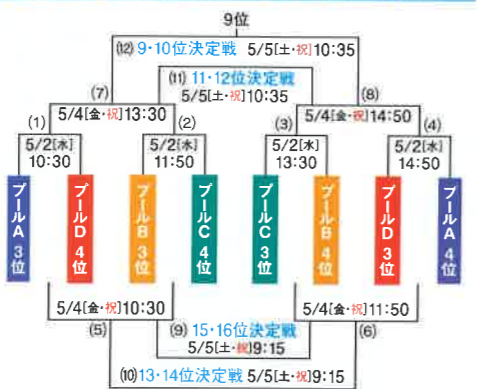 9位
(12) 9・10位決定戦 5/5[土・祝]10:35
(11) 11・12位決定戦
5/5[土・祝]10:35
(7)
5/4[金・祝]13:30
(8)
5/4[金・祝]14:50
(1)
5/2[水]
10:30
(2)
5/2[水]
11:50
(3)
5/2[水]
13:30
(4)
5/2[水]
14:50
プールA 3位
プールD 4位
プールB 3位
プールC 4位
プールC 3位
プールB 4位
プールD 3位
プールA 4位
5/4[金・祝]10:30
(5)
5/4[金・祝]11:50
(6)
(9) 15・16位決定戦
5/5[土・祝]9:15
(10)13・14位決定戦 5/5[土・祝]9:15